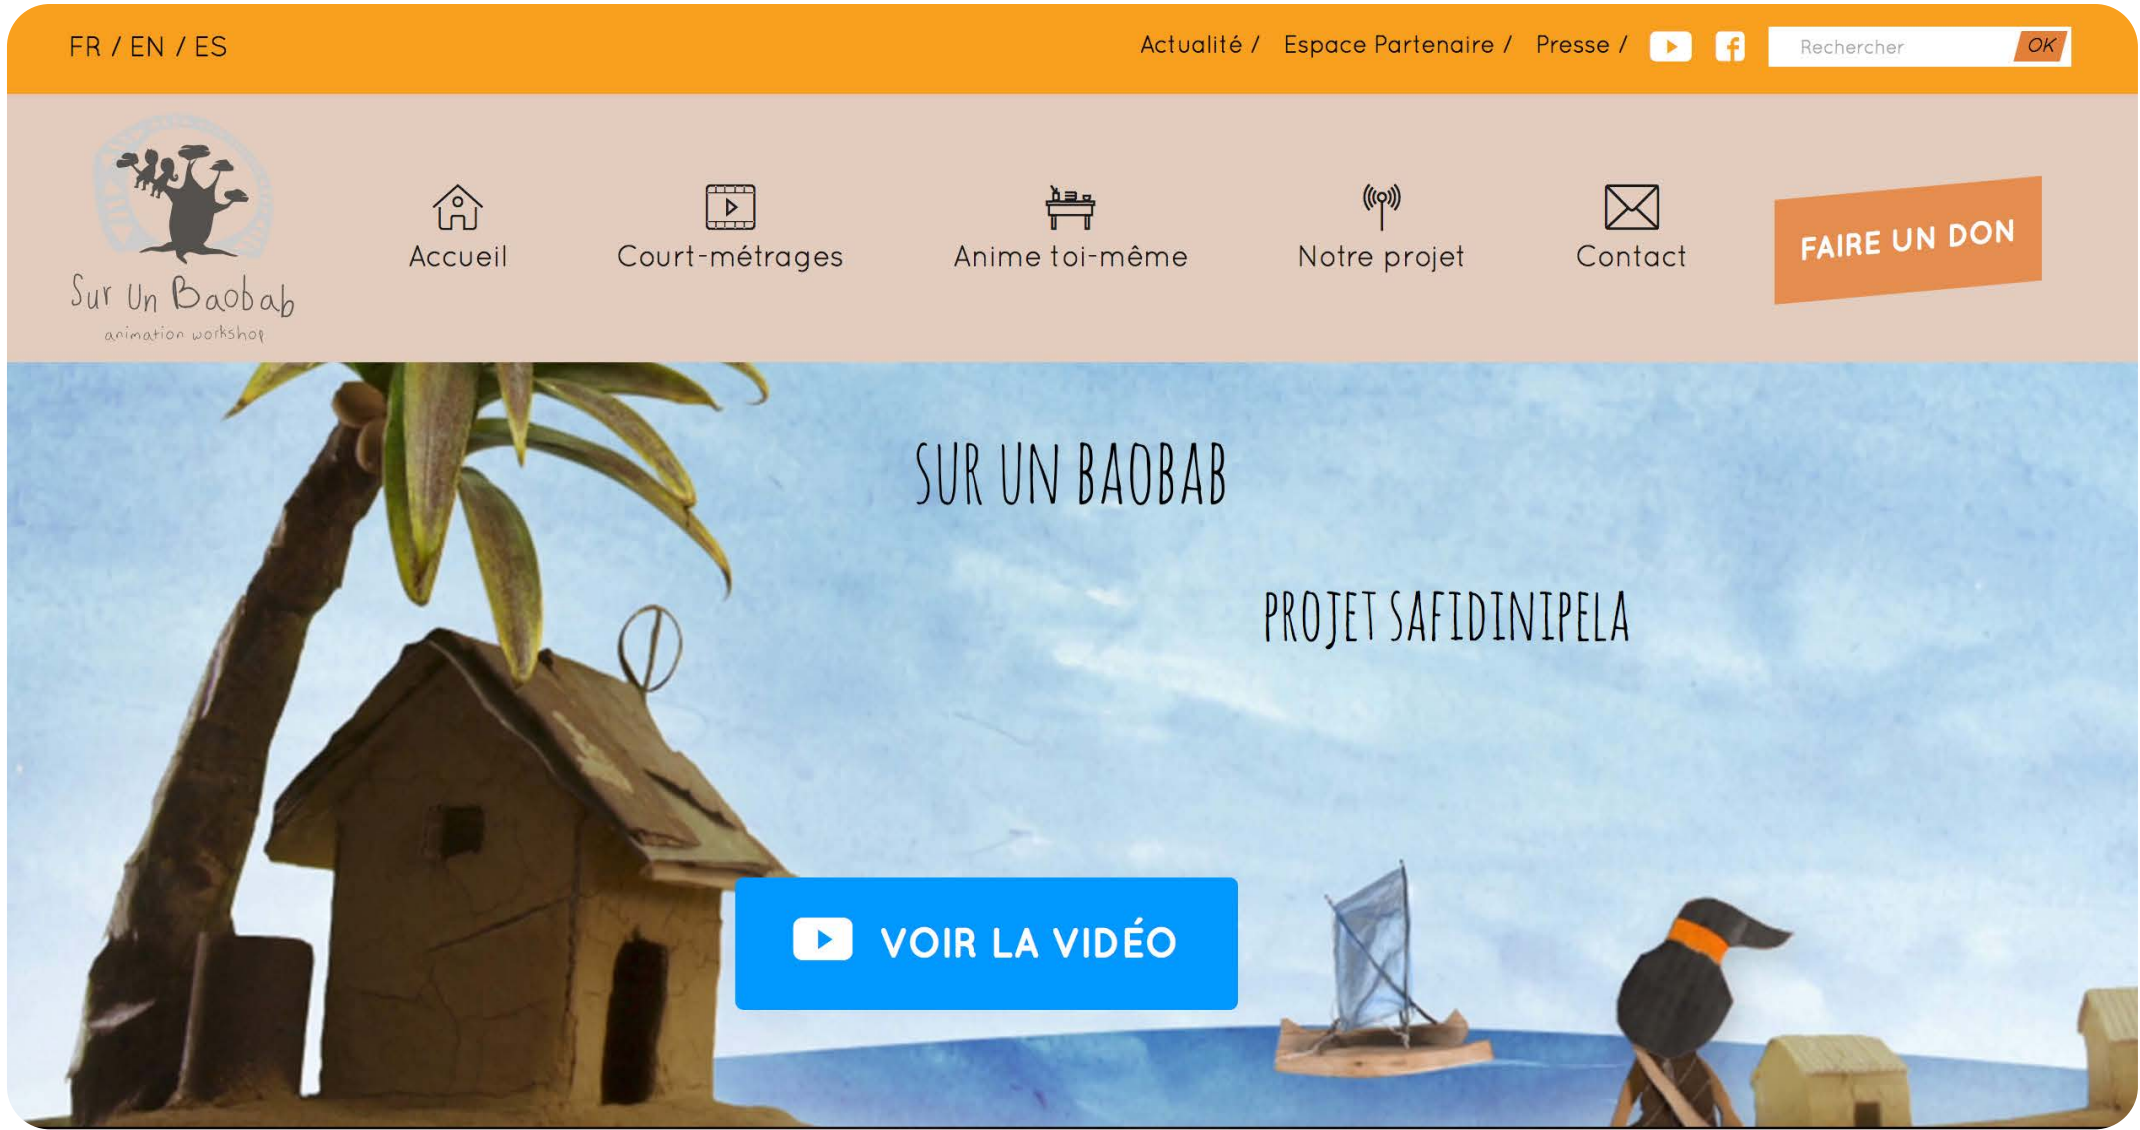 FR / EN / ES
Actualité / Espace Partenaire / Presse / Rechercher OK
Sur Un Baobab
animation workshop
Accueil Court-métrages Anime toi-même Notre projet Contact FAIRE UN DON
SUR UN BAOBAB
PROJET SAFIDINIPELA
VOIR LA VIDÉO